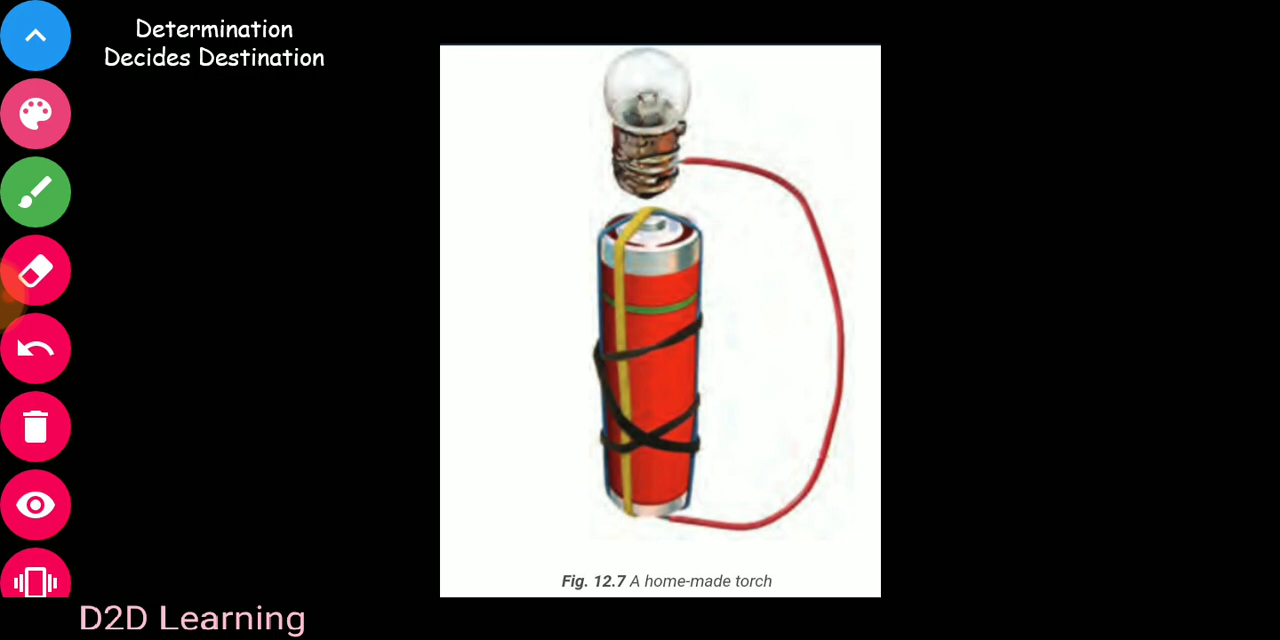 Determination
Decides Destination
Fig. 12.7 A home-made torch
D2D Learning